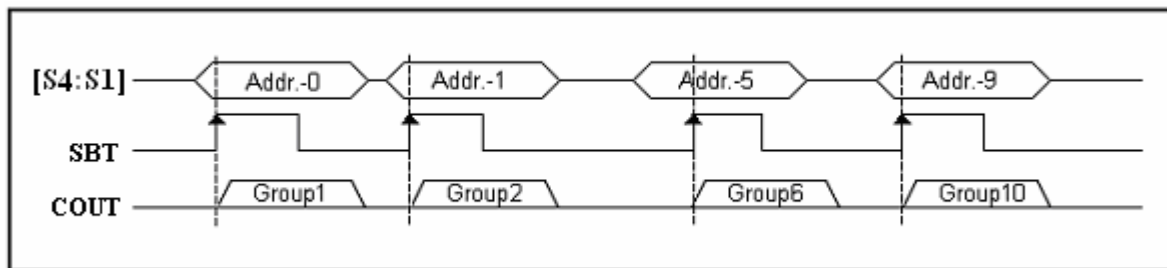 [S4:S1] Addr.-0 Addr.-1 Addr.-5 Addr.-9
SBT
COUT Group1 Group2 Group6 Group10